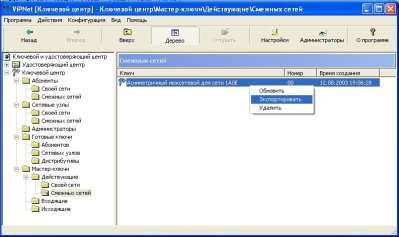 ViPNet [Ключевой центр] - Ключевой центр\Мастер-ключи\Действующие\Смежных сетей
Программа Действия Конфигурация Вид Помощь
Назад Вперед Вверх Дерево Открыть Настройки Администраторы О программе
Ключевой и удостоверяющий центр
Удостоверяющий центр
Ключевой центр
Абоненты
Своей сети
Смежных сетей
Сетевые узлы
Своей сети
Смежных сетей
Администраторы
Готовые ключи
Абонентов
Сетевых узлов
Дистрибутивы
Мастер-ключи
Действующие
Своей сети
Смежных сетей
Входящие
Исходящие
Смежных сетей
Ключ Номер Время создания
Асимметричный межсетевой для сети 1A0E 00
Обновить
Экспортировать
Удалить